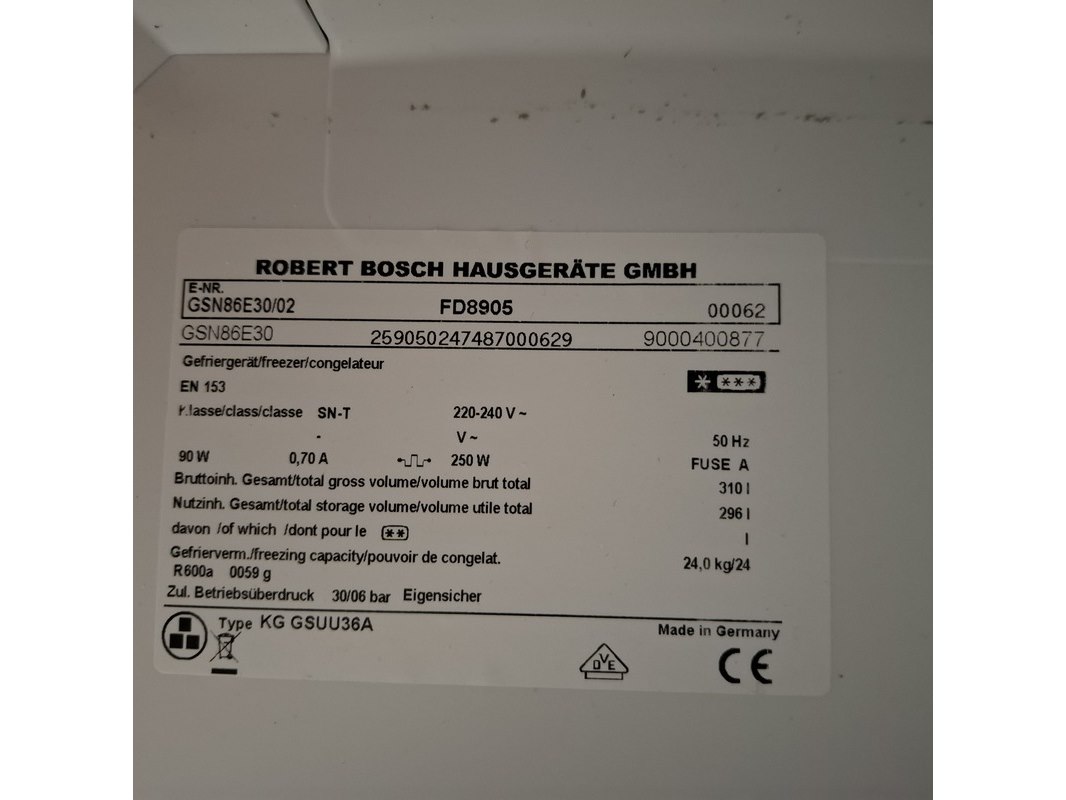 ROBERT BOSCH HAUSGERÄTE GMBH
E-NR.
GSN86E30/02 FD8905 00062
GSN86E30 259050247487000629 9000400877
Gefriergerät/freezer/congelateur
EN 153
Klasse/class/classe SN-T 220-240 V ~
- V ~ 50 Hz
90 W 0,70 A 250 W FUSE A
Bruttoinh. Gesamt/total gross volume/volume brut total 310 l
Nutzinh. Gesamt/total storage volume/volume utile total 296 l
davon /of which /dont pour le ** l
Gefrierverm./freezing capacity/pouvoir de congelat. 24,0 kg/24
R600a 0059 g
Zul. Betriebsüberdruck 30/06 bar Eigensicher
Type KG GSUU36A Made in Germany
DVE CE